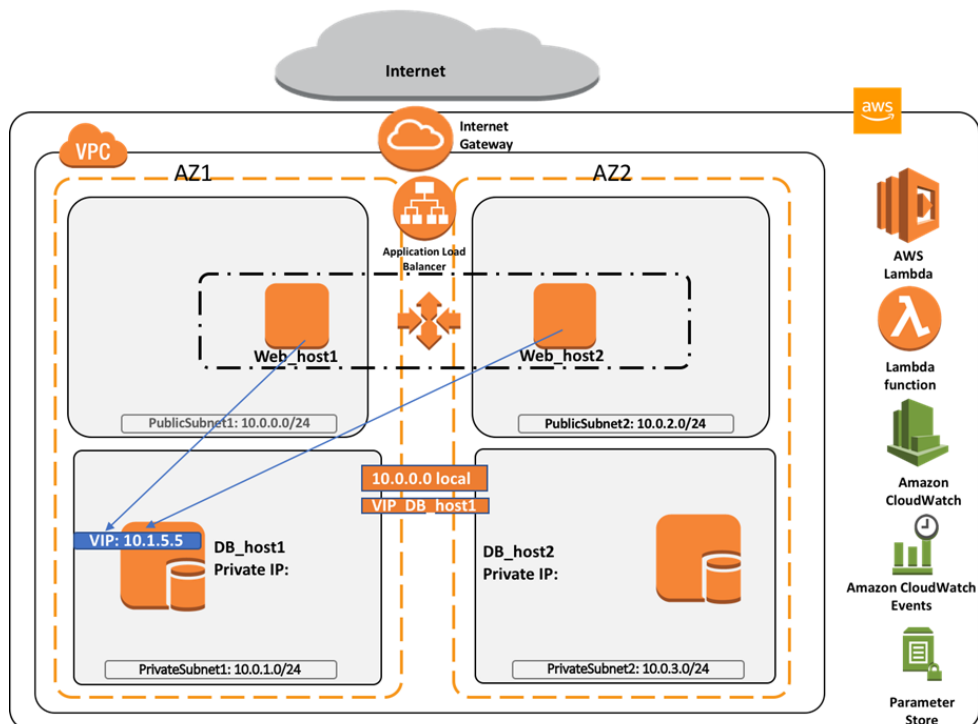 Internet
aws
Internet
Gateway
VPC
AZ1
AZ2
Application Load
Balancer
Web_host1
Web_host2
PublicSubnet1: 10.0.0.0/24
PublicSubnet2: 10.0.2.0/24
10.0.0.0 local
VIP DB_host1
VIP: 10.1.5.5
DB_host1
Private IP:
DB_host2
Private IP:
PrivateSubnet1: 10.0.1.0/24
PrivateSubnet2: 10.0.3.0/24
AWS
Lambda
Lambda
function
Amazon
CloudWatch
Amazon CloudWatch
Events
Parameter
Store